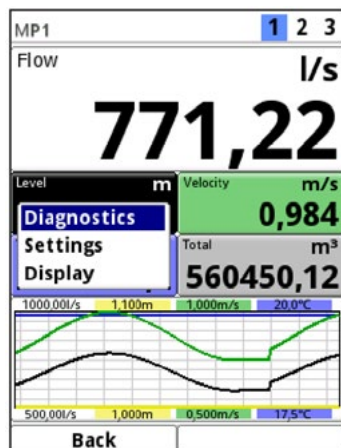 MP1 1 2 3
Flow l/s
771,22
Level m Velocity m/s
0,984
Diagnostics
Settings
Display
Total m³
560450,12
1000,00l/s 1,100m 1,000m/s 20,0°C
500,00l/s 1,000m 0,500m/s 17,5°C
Back